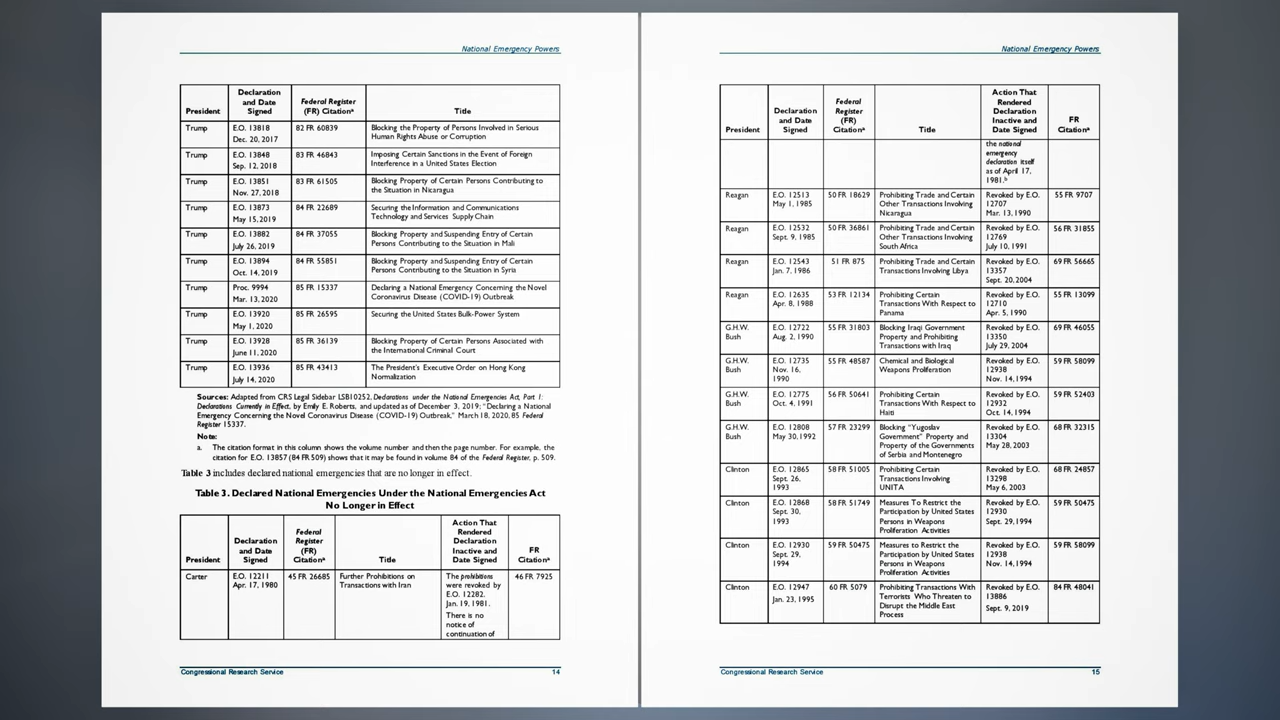 National Emergency Powers
President
Declaration
and Date
Signed
Federal Register
(FR) Citationa
Title
Trump
E.O. 13818
Dec. 20, 2017
82 FR 60839
Blocking the Property of Persons Involved in Serious
Human Rights Abuse or Corruption
Trump
E.O. 13848
Sep. 12, 2018
83 FR 46843
Imposing Certain Sanctions in the Event of Foreign
Interference in a United States Election
Trump
E.O. 13851
Nov. 27, 2018
83 FR 61505
Blocking Property of Certain Persons Contributing to
the Situation in Nicaragua
Trump
E.O. 13873
May 15, 2019
84 FR 22689
Securing the Information and Communications
Technology and Services Supply Chain
Trump
E.O. 13882
July 26, 2019
84 FR 37055
Blocking Property and Suspending Entry of Certain
Persons Contributing to the Situation in Mali
Trump
E.O. 13894
Oct. 14, 2019
84 FR 55851
Blocking Property and Suspending Entry of Certain
Persons Contributing to the Situation in Syria
Trump
Proc. 9994
Mar. 13, 2020
85 FR 15337
Declaring a National Emergency Concerning the Novel
Coronavirus Disease (COVID-19) Outbreak
Trump
E.O. 13920
May 1, 2020
85 FR 26595
Securing the United States Bulk-Power System
Trump
E.O. 13928
June 11, 2020
85 FR 36139
Blocking Property of Certain Persons Associated with
the International Criminal Court
Trump
E.O. 13936
July 14, 2020
85 FR 43413
The President's Executive Order on Hong Kong
Normalization
Sources: Adapted from CRS Legal Sidebar LSB10252, Declarations under the National Emergencies Act, Part 1:
Declarations Currently in Effect, by Emily E. Roberts, and updated as of December 3, 2019; "Declaring a National
Emergency Concerning the Novel Coronavirus Disease (COVID-19) Outbreak," March 18, 2020, 85 Federal
Register 15337.
Note:
a. The citation format in this column shows the volume number and then the page number. For example, the
citation for E.O. 13857 (84 FR 509) shows that it may be found in volume 84 of the Federal Register, p. 509.
Table 3 includes declared national emergencies that are no longer in effect.
Table 3. Declared National Emergencies Under the National Emergencies Act
No Longer in Effect
President
Declaration
and Date
Signed
Federal
Register
(FR)
Citationa
Title
Action That
Rendered
Declaration
Inactive and
Date Signed
FR
Citationa
Carter
E.O. 12211
Apr. 17, 1980
45 FR 26685
Further Prohibitions on
Transactions with Iran
The prohibitions
were revoked by
E.O. 12282.
Jan. 19, 1981.
There is no
notice of
continuation of
46 FR 7925
Congressional Research Service
14
National Emergency Powers
President
Declaration
and Date
Signed
Federal
Register
(FR)
Citationa
Title
Action That
Rendered
Declaration
Inactive and
Date Signed
FR
Citationa
the national
emergency
declaration itself
as of April 17,
1981.b
Reagan
E.O. 12513
May 1, 1985
50 FR 18629
Prohibiting Trade and Certain
Other Transactions Involving
Nicaragua
Revoked by E.O.
12707
Mar. 13, 1990
55 FR 9707
Reagan
E.O. 12532
Sept. 9, 1985
50 FR 36861
Prohibiting Trade and Certain
Other Transactions Involving
South Africa
Revoked by E.O.
12769
July 10, 1991
56 FR 31855
Reagan
E.O. 12543
Jan. 7, 1986
51 FR 875
Prohibiting Trade and Certain
Transactions Involving Libya
Revoked by E.O.
13357
Sept. 20, 2004
69 FR 56665
Reagan
E.O. 12635
Apr. 8, 1988
53 FR 12134
Prohibiting Certain
Transactions With Respect to
Panama
Revoked by E.O.
12710
Apr. 5, 1990
55 FR 13099
G.H.W.
Bush
E.O. 12722
Aug. 2, 1990
55 FR 31803
Blocking Iraqi Government
Property and Prohibiting
Transactions with Iraq
Revoked by E.O.
13350
July 29, 2004
69 FR 46055
G.H.W.
Bush
E.O. 12735
Nov. 16,
1990
55 FR 48587
Chemical and Biological
Weapons Proliferation
Revoked by E.O.
12938
Nov. 14, 1994
59 FR 58099
G.H.W.
Bush
E.O. 12775
Oct. 4, 1991
56 FR 50641
Prohibiting Certain
Transactions With Respect to
Haiti
Revoked by E.O.
12932
Oct. 14, 1994
59 FR 52403
G.H.W.
Bush
E.O. 12808
May 30, 1992
57 FR 23299
Blocking "Yugoslav
Government" Property and
Property of the Governments
of Serbia and Montenegro
Revoked by E.O.
13304
May 28, 2003
68 FR 32315
Clinton
E.O. 12865
Sept. 26,
1993
58 FR 51005
Prohibiting Certain
Transactions Involving
UNITA
Revoked by E.O.
13298
May 6, 2003
68 FR 24857
Clinton
E.O. 12868
Sept. 30,
1993
58 FR 51749
Measures To Restrict the
Participation by United States
Persons in Weapons
Proliferation Activities
Revoked by E.O.
12930
Sept. 29, 1994
59 FR 50475
Clinton
E.O. 12930
Sept. 29,
1994
59 FR 50475
Measures to Restrict the
Participation by United States
Persons in Weapons
Proliferation Activities
Revoked by E.O.
12938
Nov. 14, 1994
59 FR 58099
Clinton
E.O. 12947
Jan. 23, 1995
60 FR 5079
Prohibiting Transactions With
Terrorists Who Threaten to
Disrupt the Middle East
Process
Revoked by E.O.
13886
Sept. 9, 2019
84 FR 48041
Congressional Research Service
15